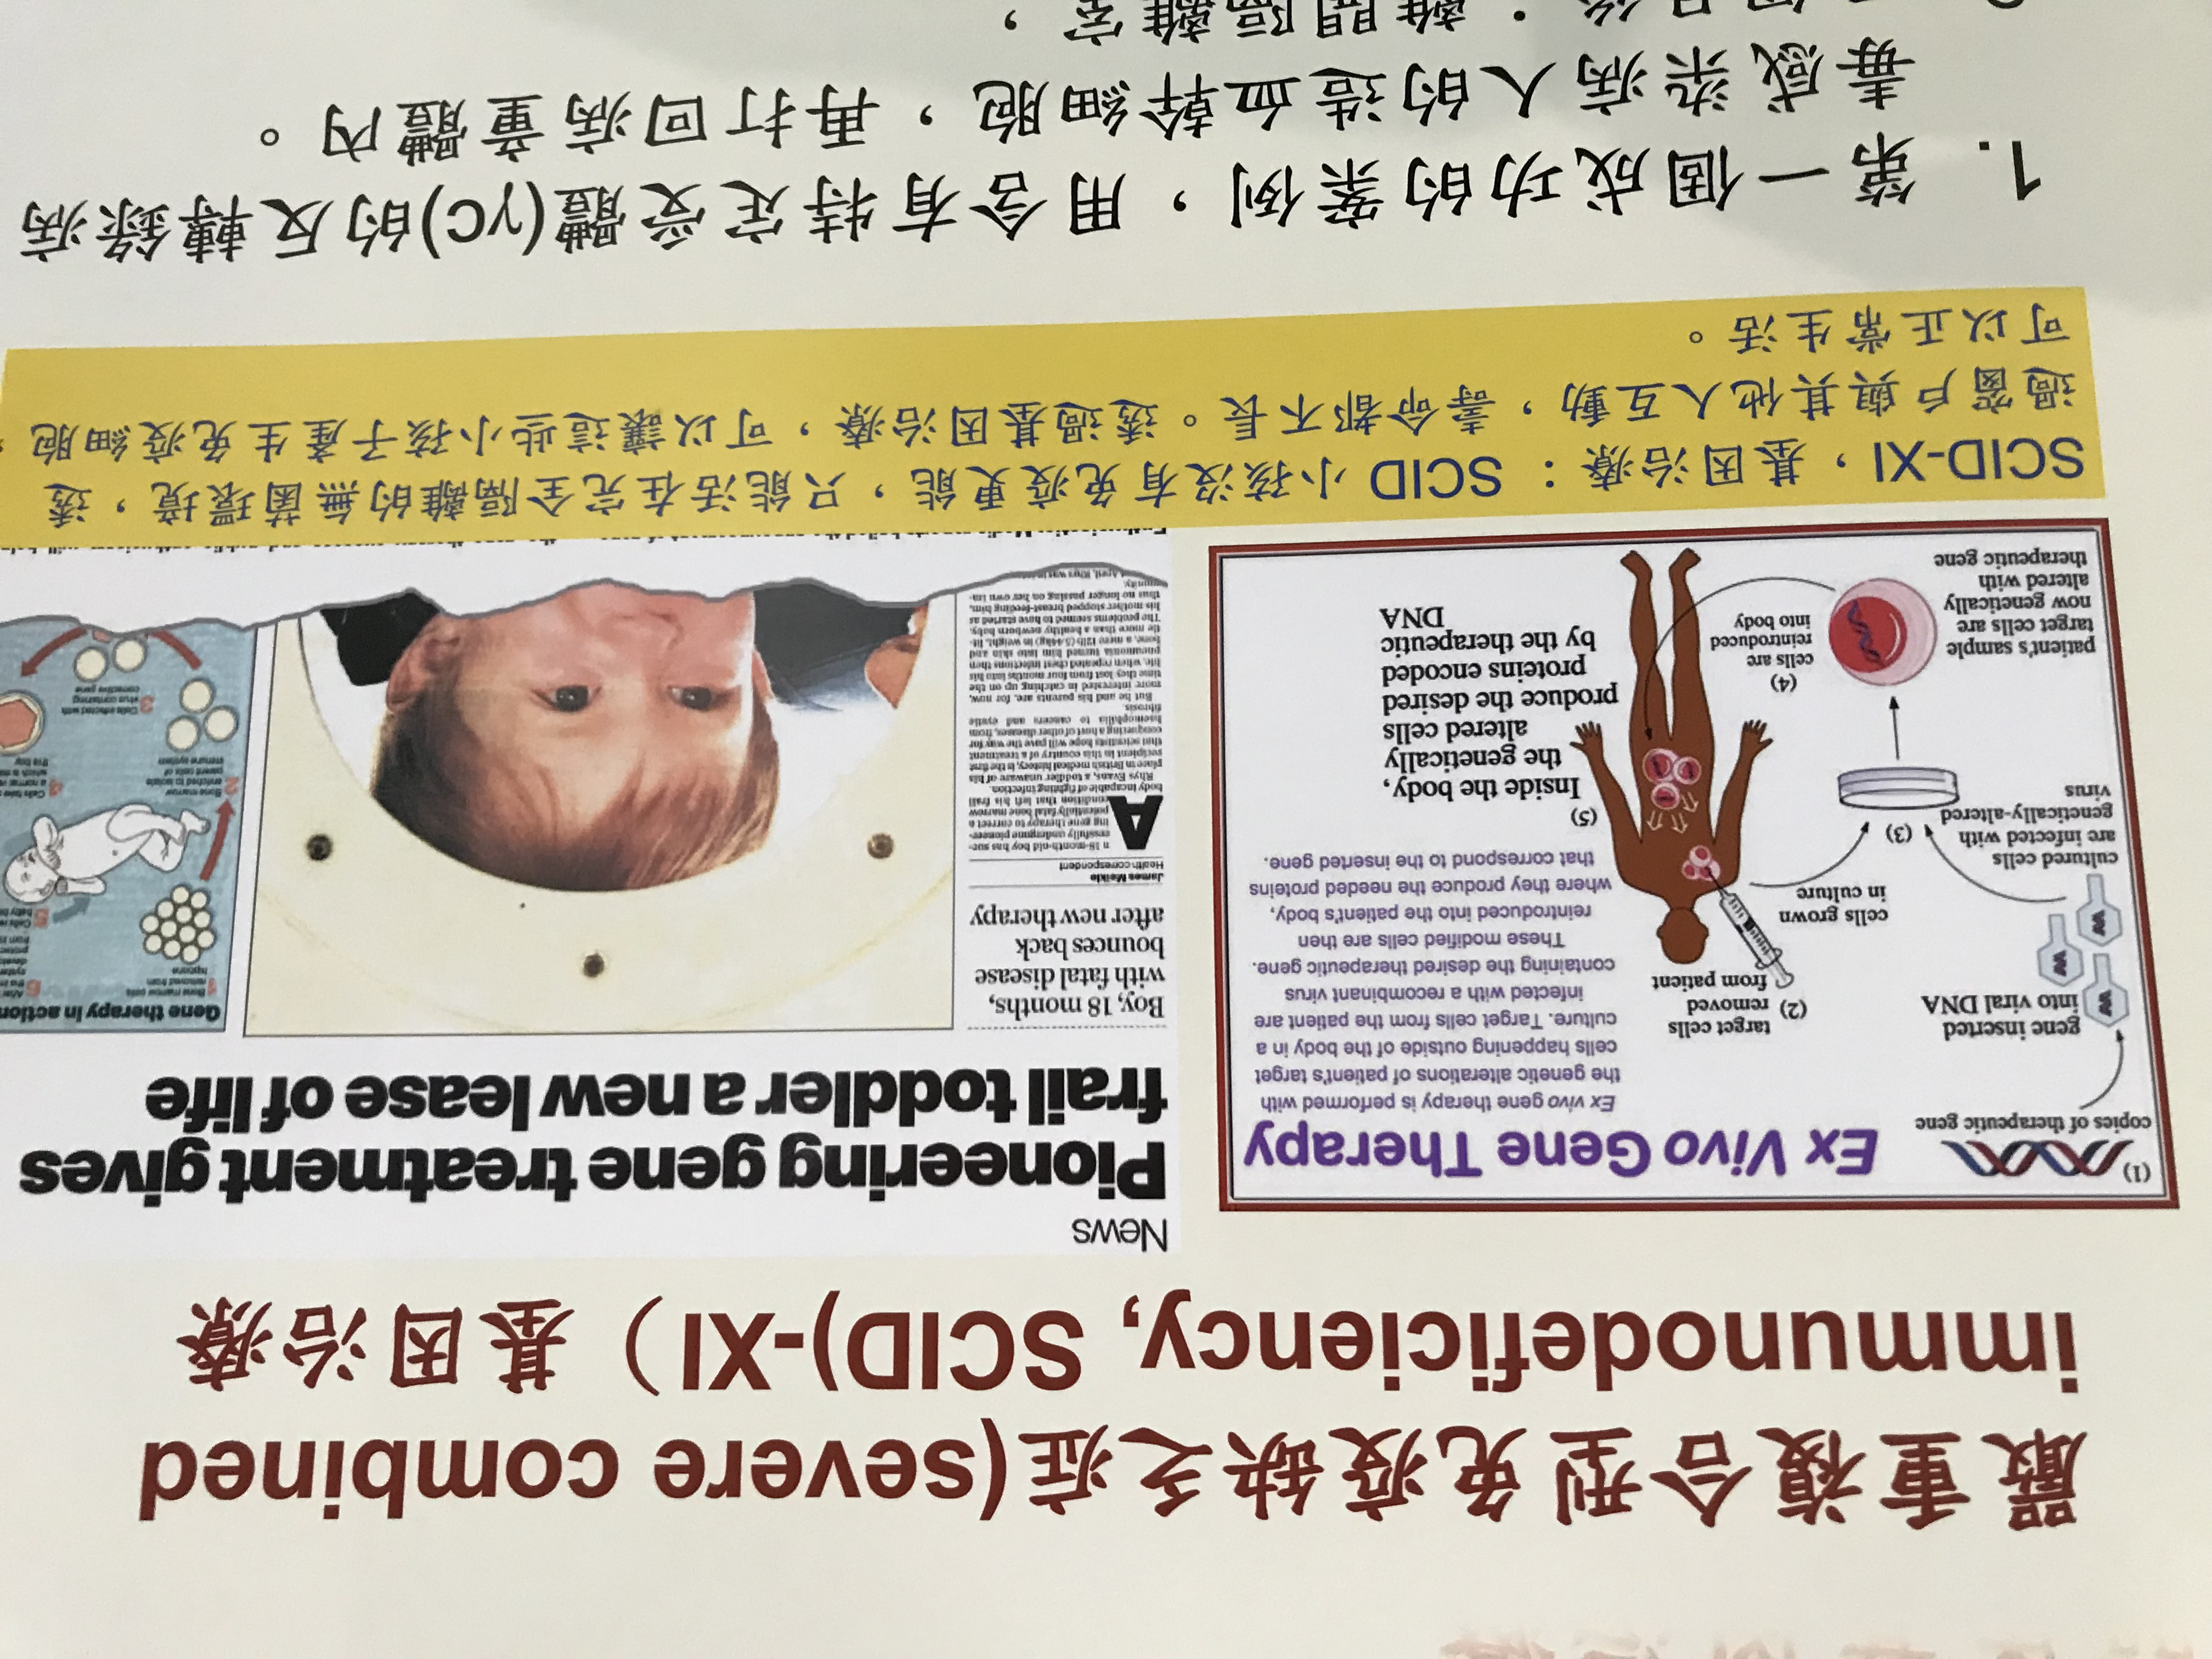 嚴重複合型免疫缺乏症(severe combined
immunodeficiency, SCID)-XI）基因治療
(1)
copies of therapeutic gene
Ex Vivo Gene Therapy
Ex vivo gene therapy is performed with
the genetic alterations of patient's target
cells happening outside of the body in a
culture. Target cells from the patient are
infected with a recombinant virus
containing the desired therapeutic gene.
These modified cells are then
reintroduced into the patient's body,
where they produce the needed proteins
that correspond to the inserted gene.
gene inserted
into viral DNA
(2) target cells
removed
from patient
cells grown
in culture
cultured cells
are infected with
genetically-altered
virus
(3)
(5)
Inside the body,
the genetically
altered cells
produce the desired
proteins encoded
by the therapeutic
DNA
(4)
cells are
reintroduced
into body
patient's sample
target cells are
now genetically
altered with
therapeutic gene
News
Pioneering gene treatment gives
frail toddler a new lease of life
Boy, 18 months,
with fatal disease
bounces back
after new therapy
James Meikle
Health correspondent
An 18-month-old boy has suc-
cessfully undergone pioneer-
ing gene therapy to correct a
potentially fatal bone marrow
condition that left his frail
body incapable of fighting infection.
Rhys Evans, a toddler unaware of his
place in British medical history, is the first
recipient in this country of a treatment
that scientists hope will pave the way for
conquering a host of other diseases, from
haemophilia to cancers and cystic
fibrosis.
But he and his parents are, for now,
more interested in catching up on the
time they lost from four months into his
life, when repeated chest infections then
pneumonia turned him into skin and
bone, a mere 12lb (5.44kg) in weight, lit-
tle more than a healthy newborn baby.
The problems seemed to have started as
his mother stopped breast-feeding him,
thus no longer passing on her own im-
munity.
April, Rhys was in
Gene therapy in action
1 Bone marrow cells
removed from
hipbone
2 Bone marrow
enriched to isolate
parent cells of
immune system
3 Cells infected with
virus containing
corrective gene
SCID-XI，基因治療： SCID 小孩沒有免疫更能，只能活在完全隔離的無菌環境，透
過窗戶與其他人互動，壽命都不長。透過基因治療，可以讓這些小孩子產生免疫細胞，
可以正常生活。
1. 第一個成功的案例，用含有特定受體(γC)的反轉錄病
毒感染病人的造血幹細胞，再打回病童體內。
個月後：離開隔離室，